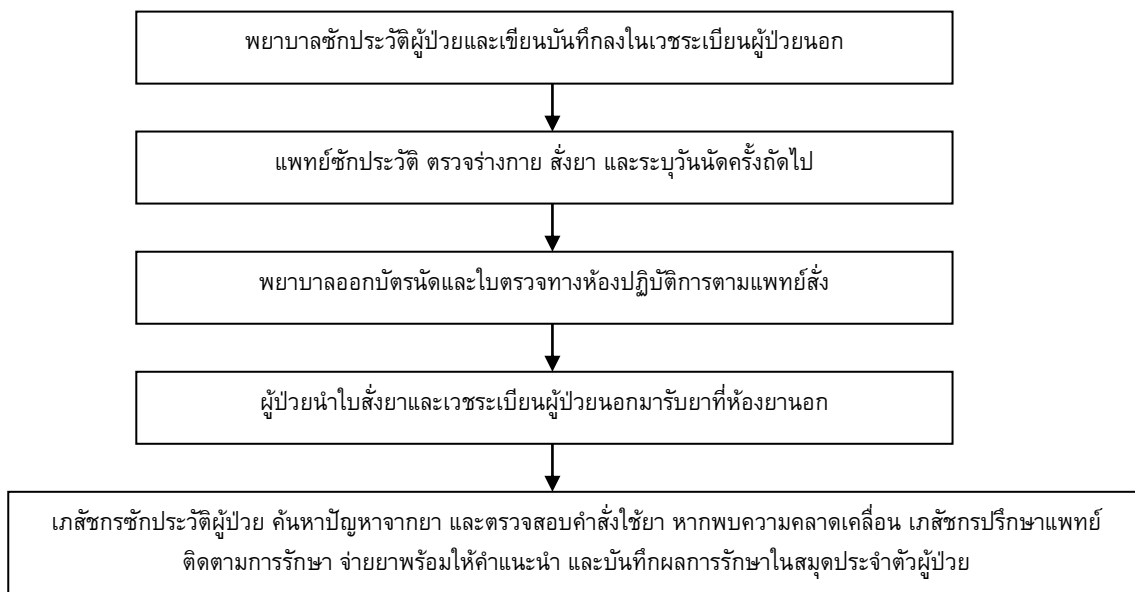 พยาบาลซักประวัติผู้ป่วยและเขียนบันทึกลงในเวชระเบียนผู้ป่วยนอก
แพทย์ซักประวัติ ตรวจร่างกาย สั่งยา และระบุวันนัดครั้งถัดไป
พยาบาลออกบัตรนัดและใบตรวจทางห้องปฏิบัติการตามแพทย์สั่ง
ผู้ป่วยนำใบสั่งยาและเวชระเบียนผู้ป่วยนอกมารับยาที่ห้องยานอก
เภสัชกรซักประวัติผู้ป่วย ค้นหาปัญหาจากยา และตรวจสอบคำสั่งใช้ยา หากพบความคลาดเคลื่อน เภสัชกรปรึกษาแพทย์
ติดตามการรักษา จ่ายยาพร้อมให้คำแนะนำ และบันทึกผลการรักษาในสมุดประจำตัวผู้ป่วย